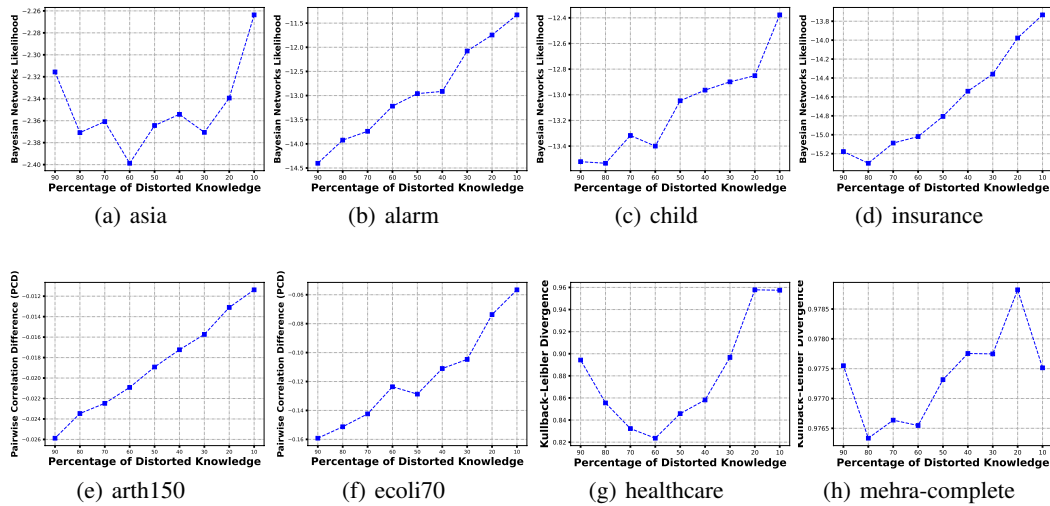 −2.26
−2.28
−2.30
−2.32
−2.34
−2.36
−2.38
−2.40
Bayesian Networks Likelihood
90 80 70 60 50 40 30 20 10
Percentage of Distorted Knowledge
(a) asia
−11.5
−12.0
−12.5
−13.0
−13.5
−14.0
−14.5
Bayesian Networks Likelihood
90 80 70 60 50 40 30 20 10
Percentage of Distorted Knowledge
(b) alarm
−12.4
−12.6
−12.8
−13.0
−13.2
−13.4
Bayesian Networks Likelihood
90 80 70 60 50 40 30 20 10
Percentage of Distorted Knowledge
(c) child
−13.8
−14.0
−14.2
−14.4
−14.6
−14.8
−15.0
−15.2
Bayesian Networks Likelihood
90 80 70 60 50 40 30 20 10
Percentage of Distorted Knowledge
(d) insurance
−0.012
−0.014
−0.016
−0.018
−0.020
−0.022
−0.024
−0.026
Pairwise Correlation Difference (PCD)
90 80 70 60 50 40 30 20 10
Percentage of Distorted Knowledge
(e) arth150
−0.06
−0.08
−0.10
−0.12
−0.14
−0.16
Pairwise Correlation Difference (PCD)
90 80 70 60 50 40 30 20 10
Percentage of Distorted Knowledge
(f) ecoli70
0.96
0.94
0.92
0.90
0.88
0.86
0.84
0.82
Kullback–Leibler Divergence
90 80 70 60 50 40 30 20 10
Percentage of Distorted Knowledge
(g) healthcare
0.9785
0.9780
0.9775
0.9770
0.9765
Kullback–Leibler Divergence
90 80 70 60 50 40 30 20 10
Percentage of Distorted Knowledge
(h) mehra-complete